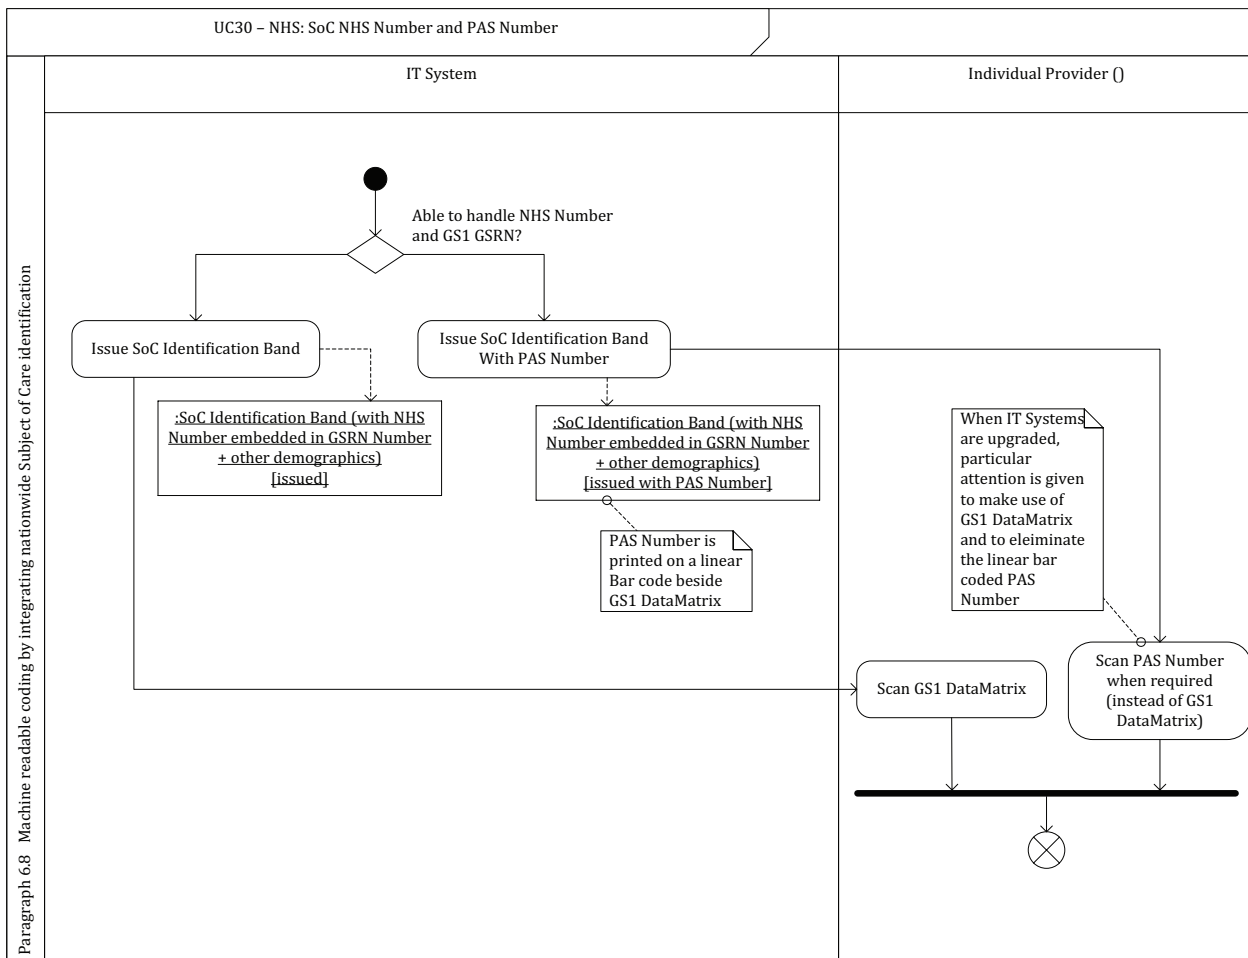 UC30 – NHS: SoC NHS Number and PAS Number
IT System
Individual Provider ()
Paragraph 6.8 Machine readable coding by integrating nationwide Subject of Care identification
Able to handle NHS Number
and GS1 GSRN?
Issue SoC Identification Band
Issue SoC Identification Band
With PAS Number
:SoC Identification Band (with NHS
Number embedded in GSRN Number
+ other demographics)
[issued]
:SoC Identification Band (with NHS
Number embedded in GSRN Number
+ other demographics)
[issued with PAS Number]
PAS Number is
printed on a linear
Bar code beside
GS1 DataMatrix
When IT Systems
are upgraded,
particular
attention is given
to make use of
GS1 DataMatrix
and to eleiminate
the linear bar
coded PAS
Number
Scan GS1 DataMatrix
Scan PAS Number
when required
(instead of GS1
DataMatrix)